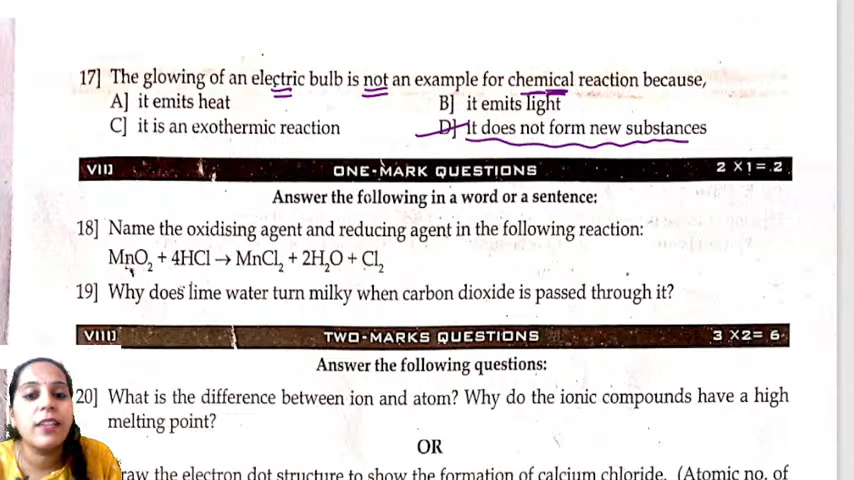 17] The glowing of an electric bulb is not an example for chemical reaction because,
A] it emits heat B] it emits light
C] it is an exothermic reaction D] It does not form new substances
VII] ONE-MARK QUESTIONS 2 X1=.2
Answer the following in a word or a sentence:
18] Name the oxidising agent and reducing agent in the following reaction:
MnO₂ + 4HCl → MnCl₂ + 2H₂O + Cl₂
19] Why does lime water turn milky when carbon dioxide is passed through it?
VIII] TWO-MARKS QUESTIONS 3 X2= 6
Answer the following questions:
20] What is the difference between ion and atom? Why do the ionic compounds have a high
melting point?
OR
raw the electron dot structure to show the formation of calcium chloride. (Atomic no. of